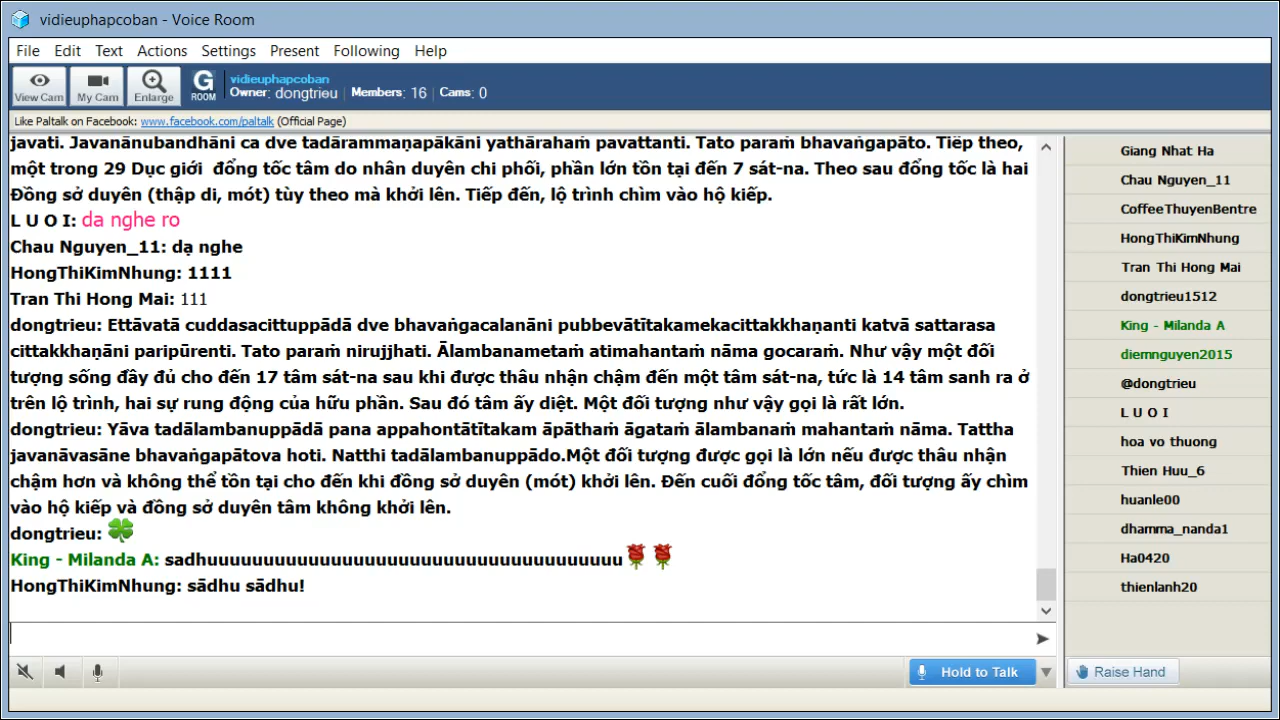 vidieuphapcoban - Voice Room
File Edit Text Actions Settings Present Following Help
View Cam My Cam Enlarge G ROOM vidieuphapcoban
Owner: dongtrieu | Members: 16 | Cams: 0
Like Paltalk on Facebook: www.facebook.com/paltalk (Official Page)
javati. Javanānubandhāni ca dve tadārammaṇapākāni yathārahaṁ pavattanti. Tato paraṁ bhavaṅgapāto. Tiếp theo,
một trong 29 Dục giới đổng tốc tâm do nhân duyên chi phối, phần lớn tồn tại đến 7 sát-na. Theo sau đổng tốc là hai
Đồng sở duyên (thập di, mót) tùy theo mà khởi lên. Tiếp đến, lộ trình chìm vào hộ kiếp.
L U O I: da nghe ro
Chau Nguyen_11: dạ nghe
HongThiKimNhung: 1111
Tran Thi Hong Mai: 111
dongtrieu: Ettāvatā cuddasacittuppādā dve bhavaṅgacalanāni pubbevātītakamekacittakkhaṇanti katvā sattarasa
cittakkhaṇāni paripūrenti. Tato paraṁ nirujjhati. Ālambanametaṁ atimahantaṁ nāma gocaraṁ. Như vậy một đối
tượng sống đầy đủ cho đến 17 tâm sát-na sau khi được thâu nhận chậm đến một tâm sát-na, tức là 14 tâm sanh ra ở
trên lộ trình, hai sự rung động của hữu phần. Sau đó tâm ấy diệt. Một đối tượng như vậy gọi là rất lớn.
dongtrieu: Yāva tadālambanuppādā pana appahontātītakam āpāthaṁ āgataṁ ālambanaṁ mahantaṁ nāma. Tattha
javanāvasāne bhavaṅgapātova hoti. Natthi tadālambanuppādo.Một đối tượng được gọi là lớn nếu được thâu nhận
chậm hơn và không thể tồn tại cho đến khi đồng sở duyên (mót) khởi lên. Đến cuối đổng tốc tâm, đối tượng ấy chìm
vào hộ kiếp và đồng sở duyên tâm không khởi lên.
dongtrieu:
King - Milanda A: sadhuuuuuuuuuuuuuuuuuuuuuuuuuuuuuuuuuuuuu
HongThiKimNhung: sādhu sādhu!
Giang Nhat Ha
Chau Nguyen_11
CoffeeThuyenBentre
HongThiKimNhung
Tran Thi Hong Mai
dongtrieu1512
King - Milanda A
diemnguyen2015
@dongtrieu
L U O I
hoa vo thuong
Thien Huu_6
huanle00
dhamma_nanda1
Ha0420
thienlanh20
Hold to Talk
Raise Hand